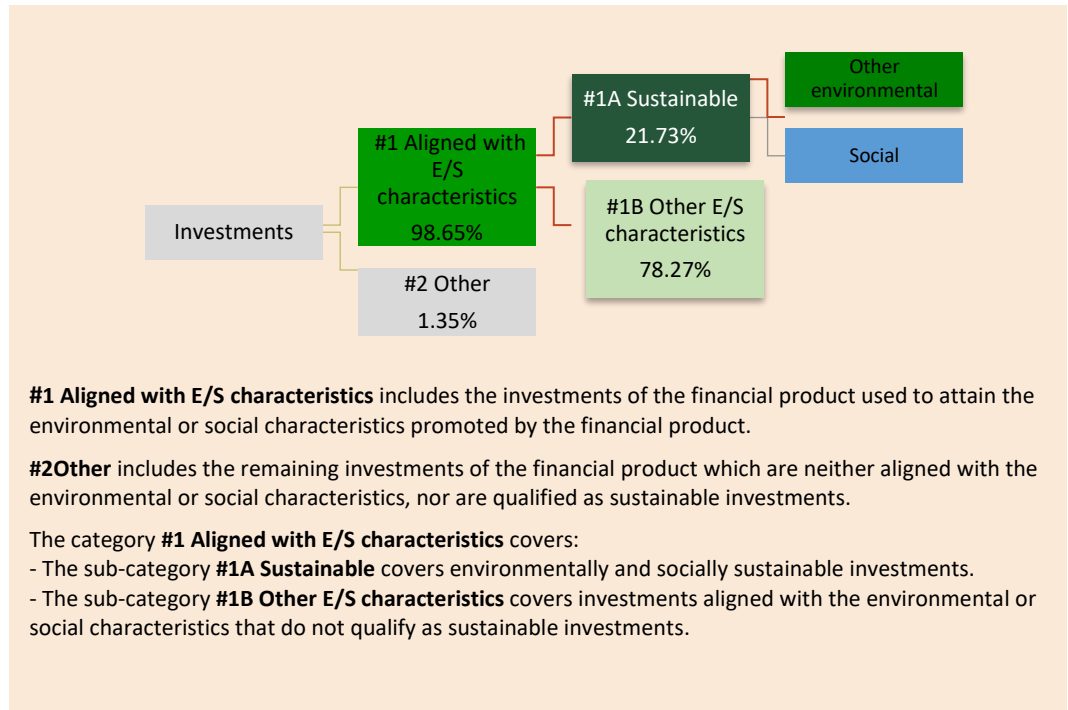 Investments
#1 Aligned with
E/S
characteristics
98.65%
#2 Other
1.35%
#1A Sustainable
21.73%
#1B Other E/S
characteristics
78.27%
Other
environmental
Social
#1 Aligned with E/S characteristics includes the investments of the financial product used to attain the
environmental or social characteristics promoted by the financial product.
#2Other includes the remaining investments of the financial product which are neither aligned with the
environmental or social characteristics, nor are qualified as sustainable investments.
The category #1 Aligned with E/S characteristics covers:
- The sub-category #1A Sustainable covers environmentally and socially sustainable investments.
- The sub-category #1B Other E/S characteristics covers investments aligned with the environmental or
social characteristics that do not qualify as sustainable investments.